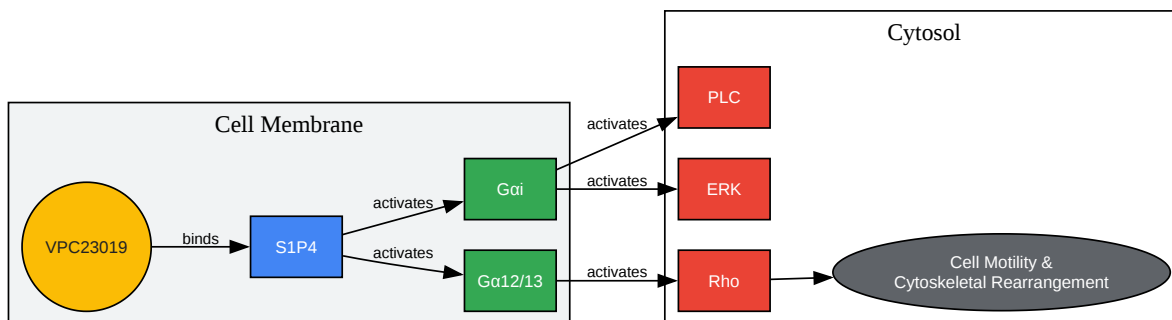 Cytosol
PLC
activates
Cell Membrane
Gαi
activates
ERK
activates
VPC23019
binds
S1P4
activates
Gα12/13
activates
Rho
Cell Motility &
Cytoskeletal Rearrangement